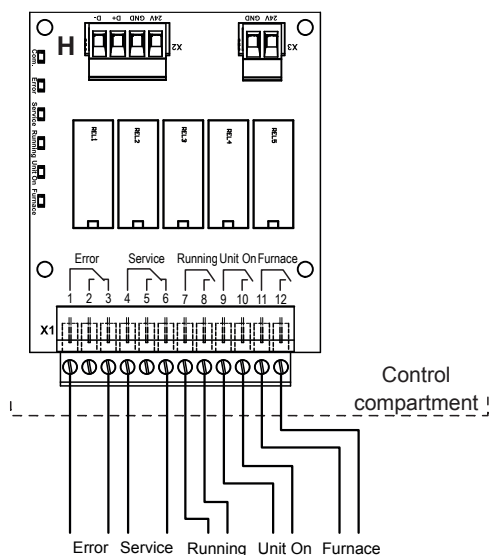 D- D+ GND 24V
GND 24V
H
X2
X3
Com.
Error
Service
Running
Unit On
Furnace
REL1 REL2 REL3 REL4 REL5
Error Service Running Unit On Furnace
1 2 3 4 5 6 7 8 9 10 11 12
X1
Control
compartment
Error Service Running Unit On Furnace